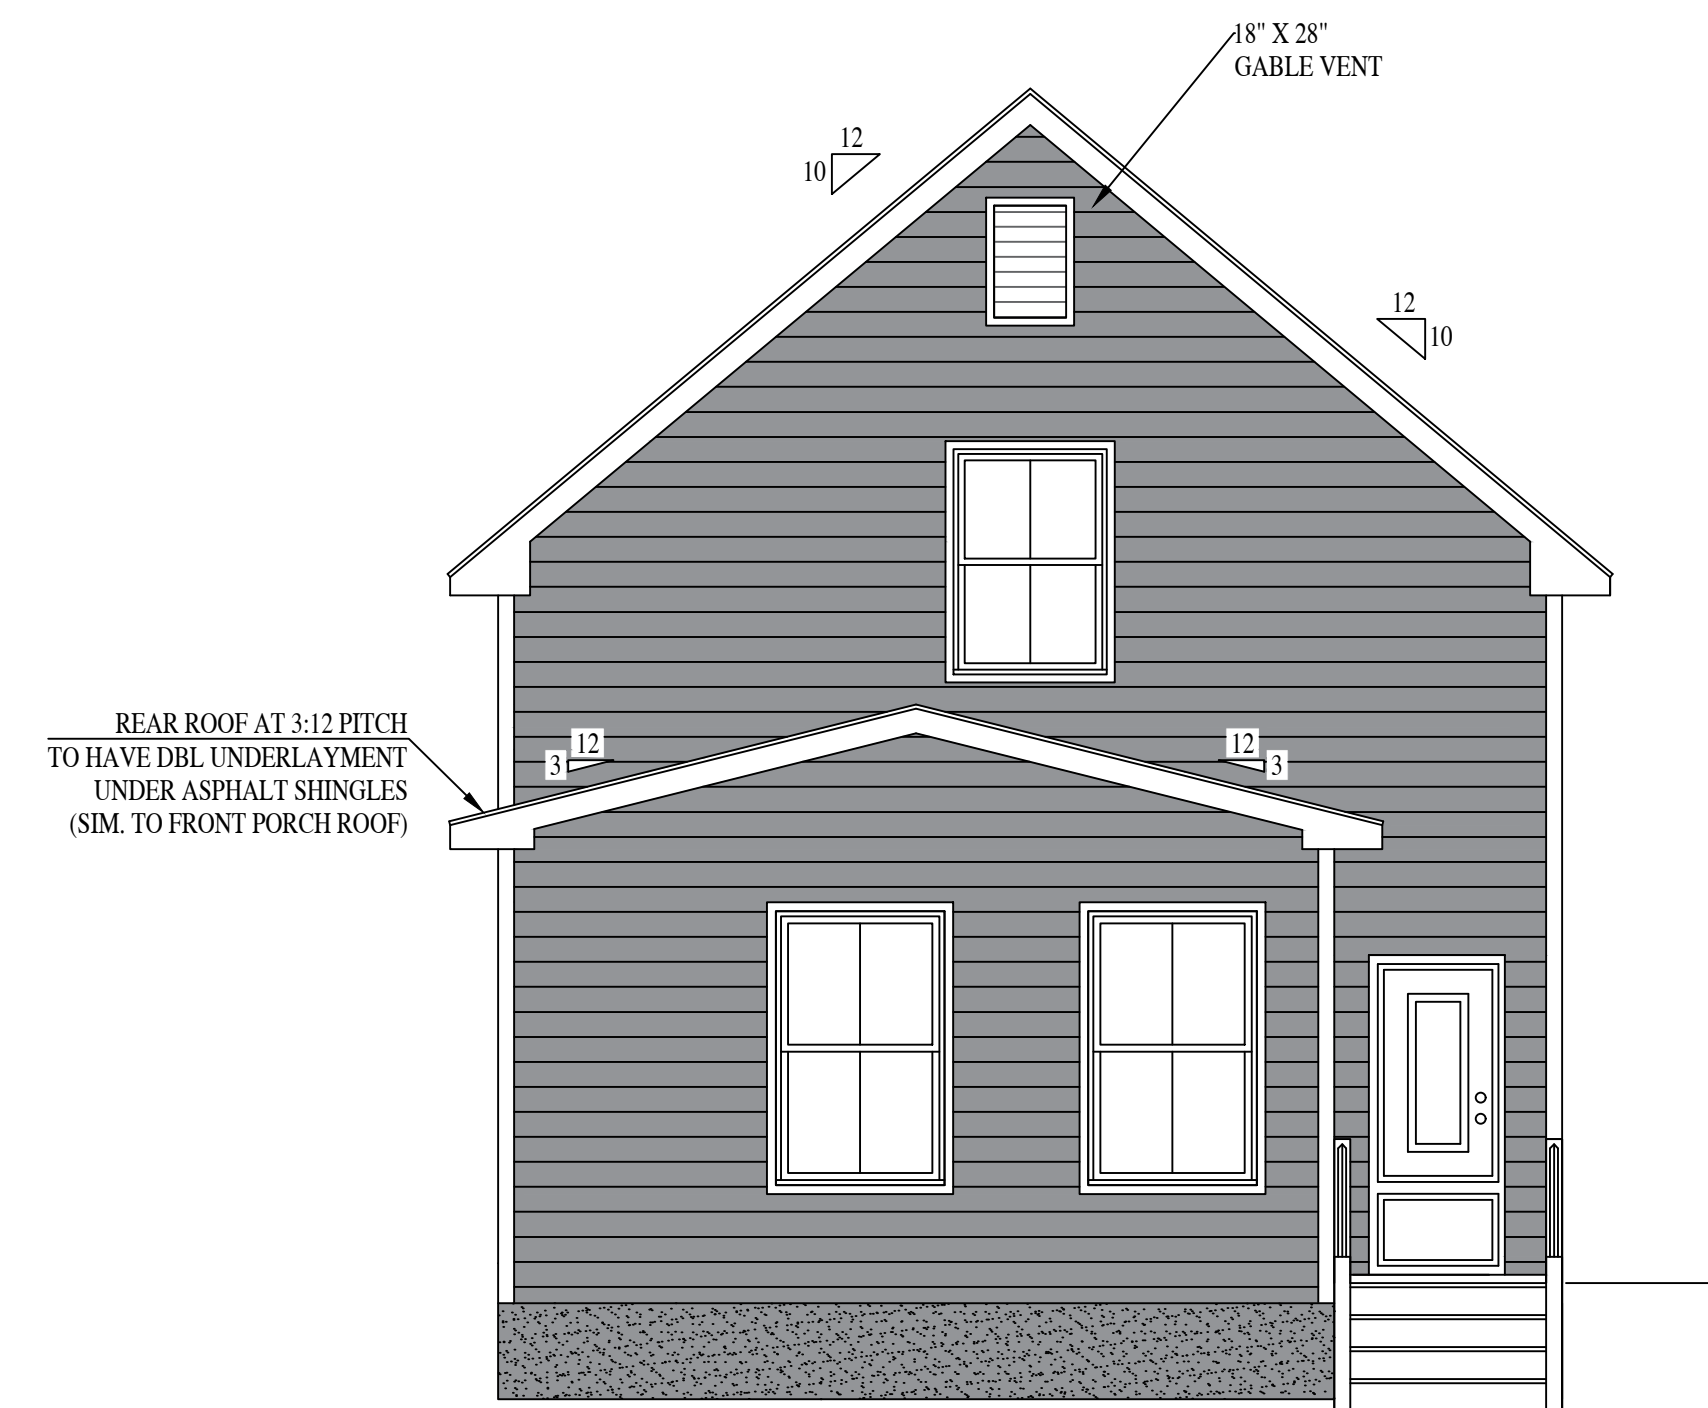 18" X 28"
GABLE VENT
12
10
12
10
REAR ROOF AT 3:12 PITCH
TO HAVE DBL UNDERLAYMENT
UNDER ASPHALT SHINGLES
(SIM. TO FRONT PORCH ROOF)
12
3
12
3